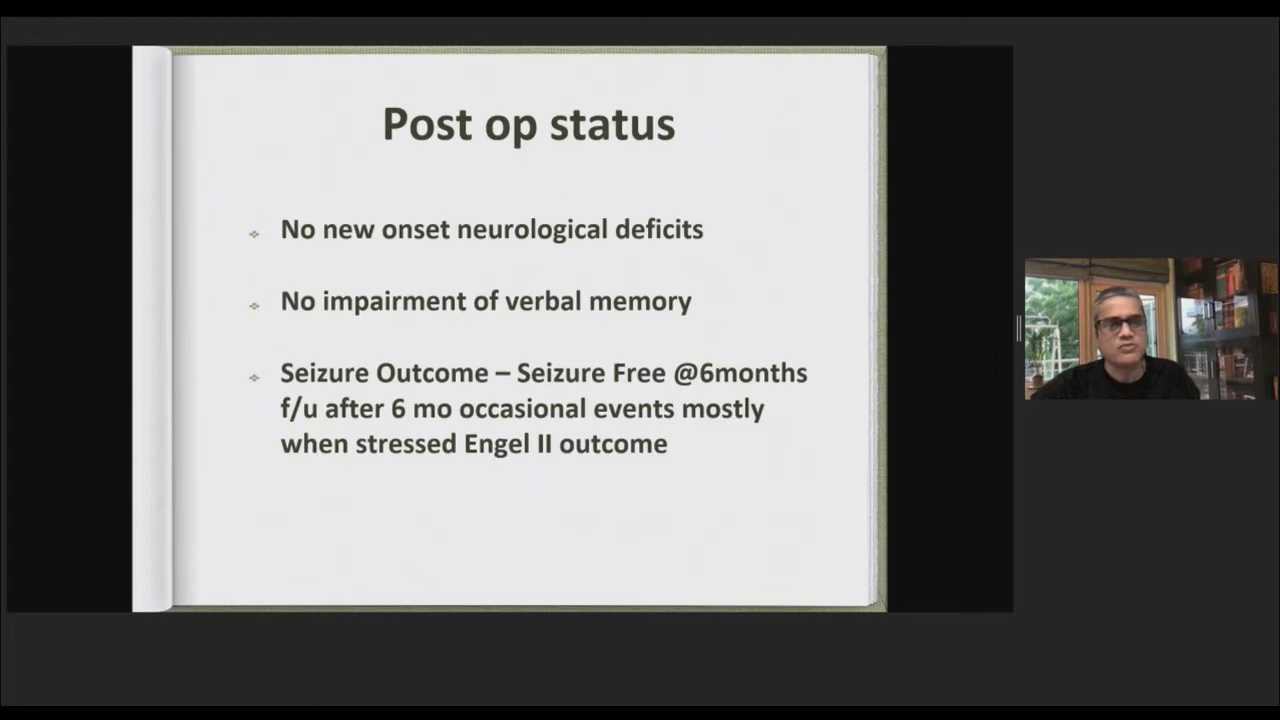 Post op status
No new onset neurological deficits
No impairment of verbal memory
Seizure Outcome – Seizure Free @6months
f/u after 6 mo occasional events mostly
when stressed Engel II outcome